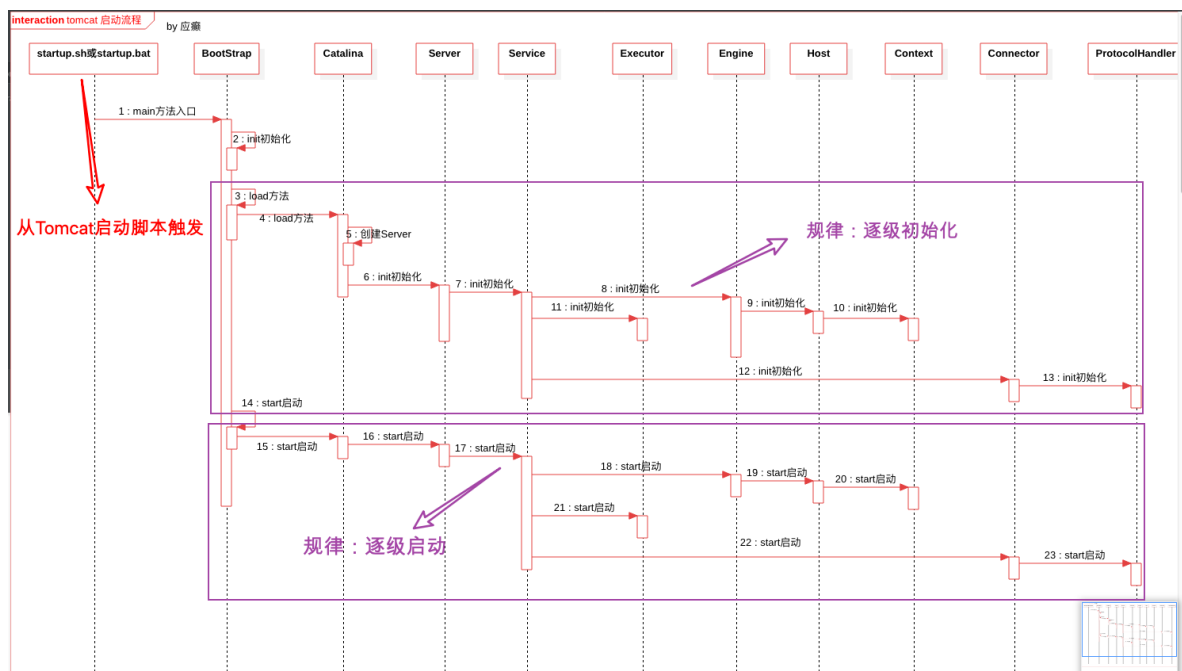 interaction tomcat 启动流程
by 应癫
startup.sh或startup.bat
BootStrap
Catalina
Server
Service
Executor
Engine
Host
Context
Connector
ProtocolHandler
1 : main方法入口
2 : init初始化
3 : load方法
4 : load方法
从Tomcat启动脚本触发
5 : 创建Server
规律：逐级初始化
6 : init初始化
7 : init初始化
8 : init初始化
9 : init初始化
10 : init初始化
11 : init初始化
12 : init初始化
13 : init初始化
14 : start启动
15 : start启动
16 : start启动
17 : start启动
18 : start启动
19 : start启动
20 : start启动
21 : start启动
规律：逐级启动
22 : start启动
23 : start启动